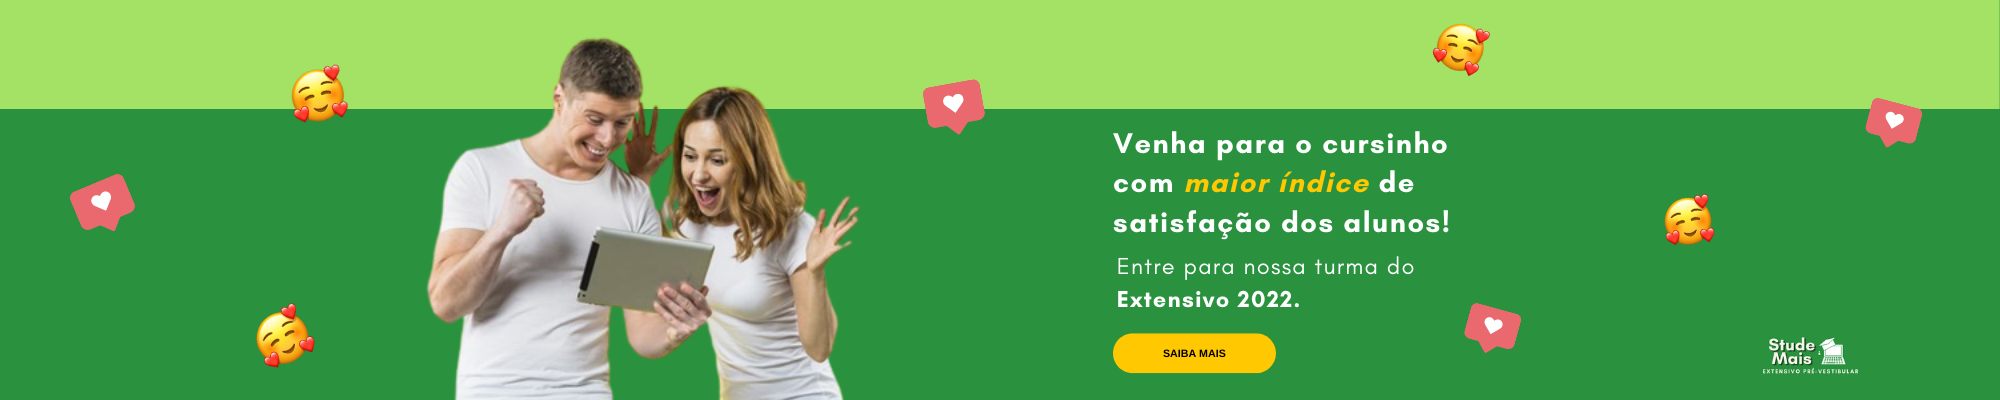 Venha para o cursinho
com maior índice de
satisfação dos alunos!
Entre para nossa turma do
Extensivo 2022.
SAIBA MAIS
Stude
Mais
EXTENSIVO PRÉ-VESTIBULAR